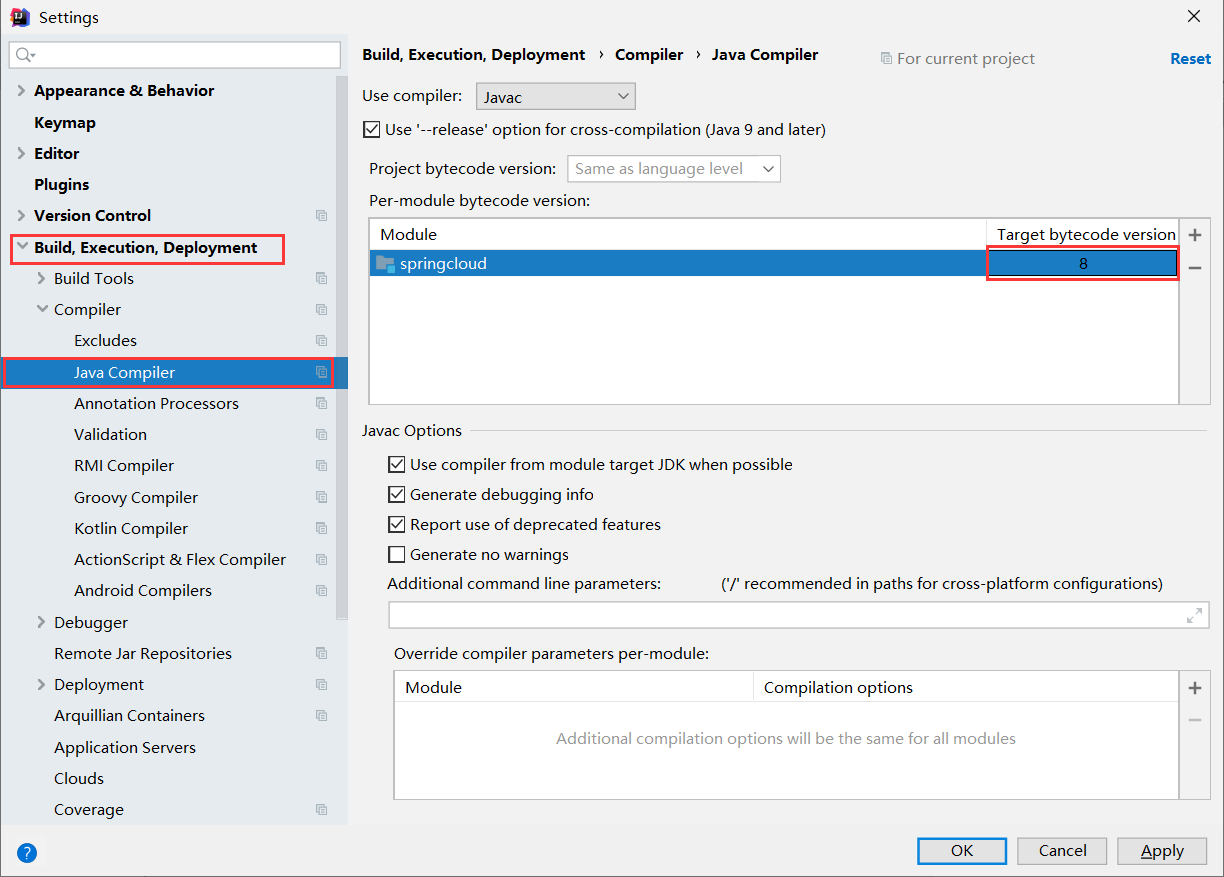 Settings
Appearance & Behavior
Keymap
Editor
Plugins
Version Control
Build, Execution, Deployment
Build Tools
Compiler
Excludes
Java Compiler
Annotation Processors
Validation
RMI Compiler
Groovy Compiler
Kotlin Compiler
ActionScript & Flex Compiler
Android Compilers
Debugger
Remote Jar Repositories
Deployment
Arquillian Containers
Application Servers
Clouds
Coverage
Build, Execution, Deployment › Compiler › Java Compiler
For current project
Reset
Use compiler: Javac
Use '--release' option for cross-compilation (Java 9 and later)
Project bytecode version: Same as language level
Per-module bytecode version:
Module Target bytecode version
springcloud 8
Javac Options
Use compiler from module target JDK when possible
Generate debugging info
Report use of deprecated features
Generate no warnings
Additional command line parameters: ('/' recommended in paths for cross-platform configurations)
Override compiler parameters per-module:
Module Compilation options
Additional compilation options will be the same for all modules
?
OK Cancel Apply